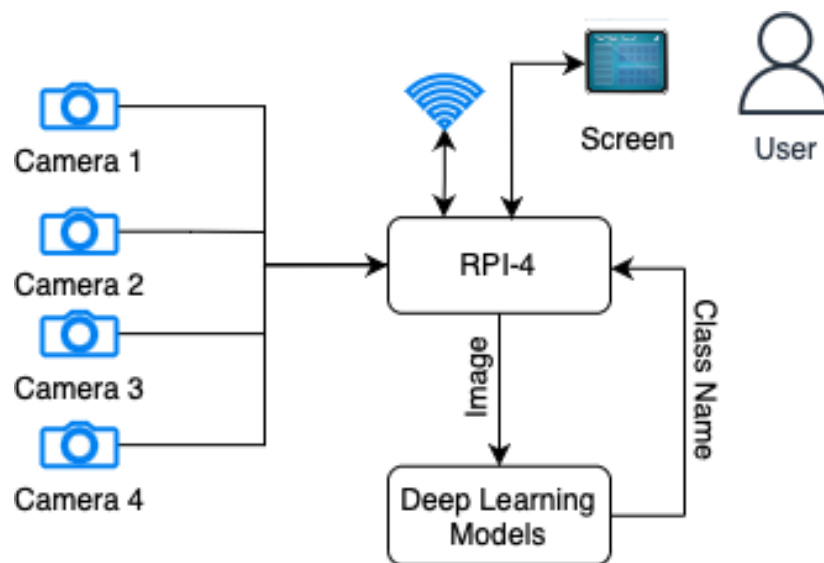 Camera 1
Camera 2
Camera 3
Camera 4
Screen
User
RPI-4
Image
Class Name
Deep Learning
Models